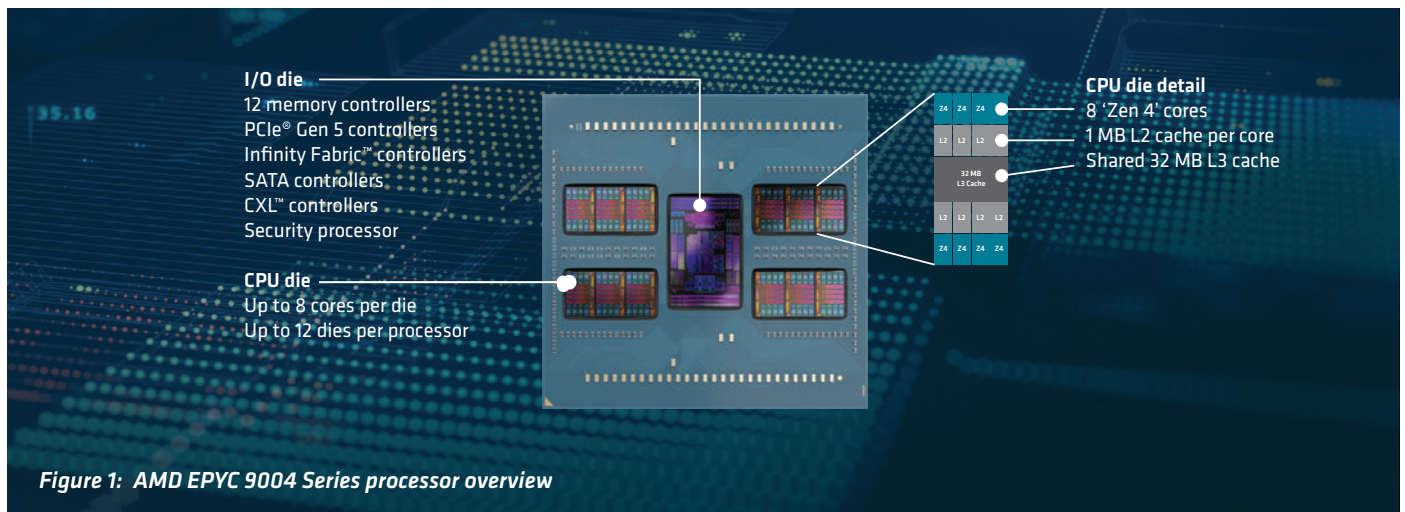 I/O die
12 memory controllers
PCIe® Gen 5 controllers
Infinity Fabric™ controllers
SATA controllers
CXL™ controllers
Security processor
CPU die
Up to 8 cores per die
Up to 12 dies per processor
35.16
Z4 Z4 Z4
L2 L2 L2
32 MB
L3 Cache
L2 L2 L2 L2
Z4 Z4 Z4 Z4
CPU die detail
8 ‘Zen 4’ cores
1 MB L2 cache per core
Shared 32 MB L3 cache
Figure 1: AMD EPYC 9004 Series processor overview